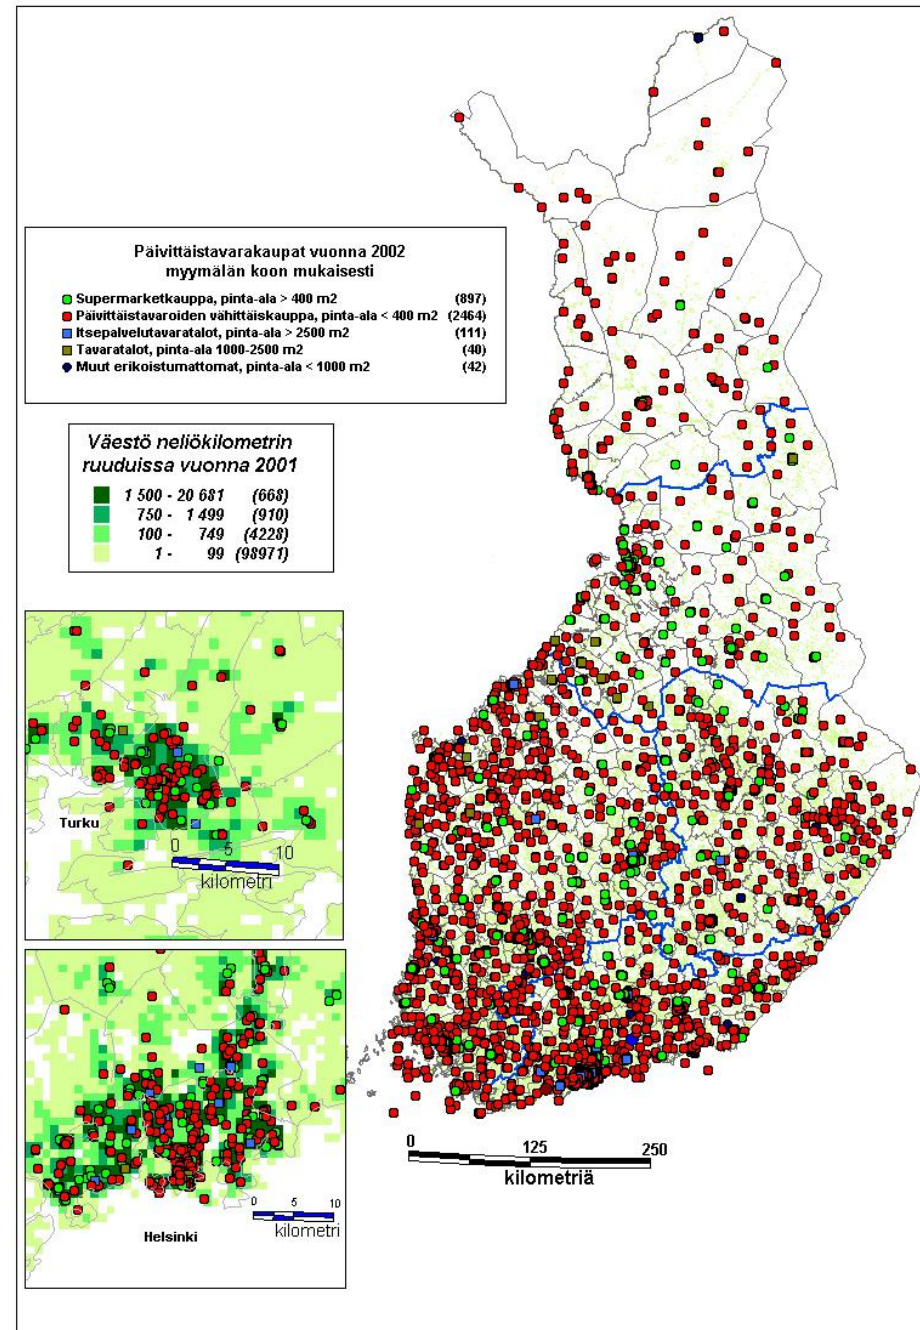 Päivittäistavarakaupat vuonna 2002
myymälän koon mukaisesti
Supermarketkauppa, pinta-ala > 400 m2 (897)
Päivittäistavaroiden vähittäiskauppa, pinta-ala < 400 m2 (2464)
Itsepalvelutavaratalot, pinta-ala > 2500 m2 (111)
Tavaratalot, pinta-ala 1000-2500 m2 (40)
Muut erikoistumattomat, pinta-ala < 1000 m2 (42)
Väestö neliökilometrin
ruuduissa vuonna 2001
1 500 - 20 681 (668)
750 - 1 499 (910)
100 - 749 (4228)
1 - 99 (98971)
Turku
0 5 10
kilometri
Helsinki
0 5 10
kilometri
0 125 250
kilometriä